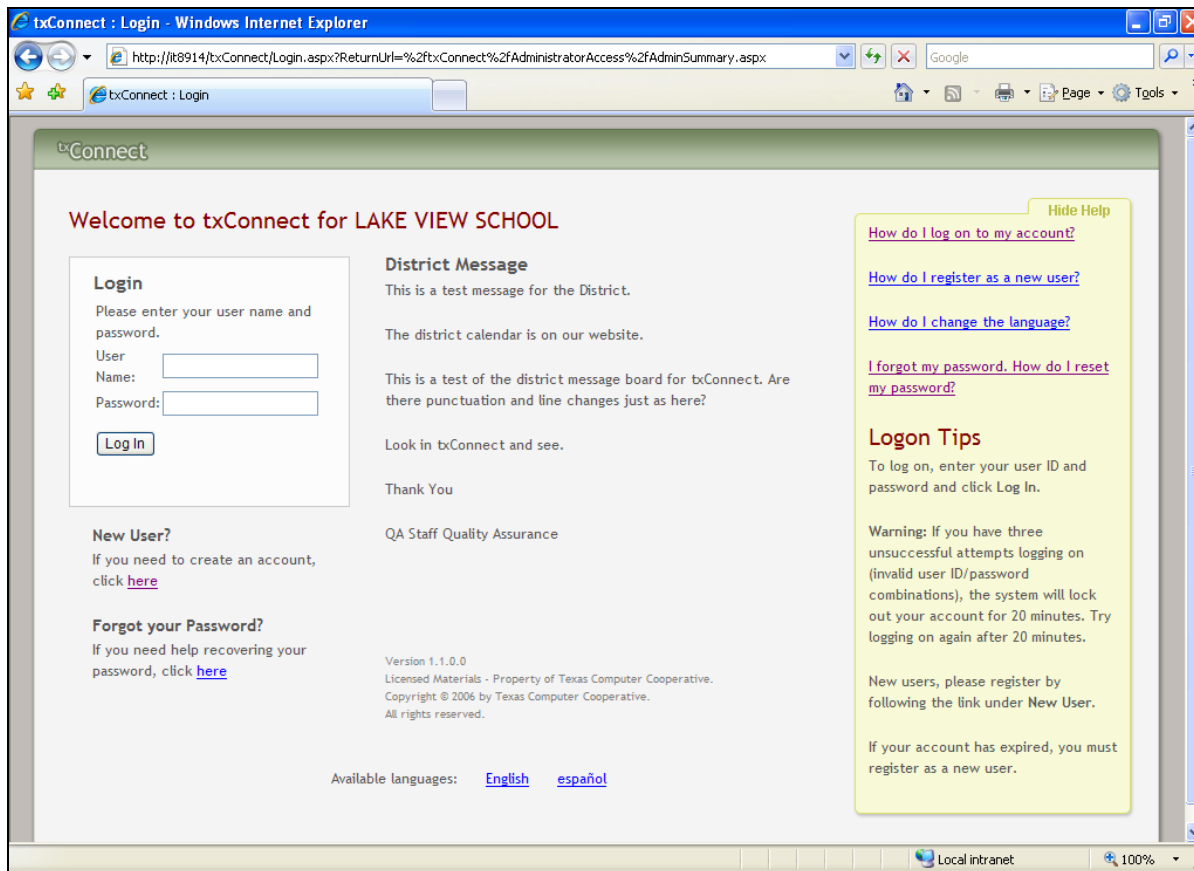 txConnect : Login - Windows Internet Explorer
http://it8914/txConnect/Login.aspx?ReturnUrl=%2ftxConnect%2fAdministratorAccess%2fAdminSummary.aspx
Google
txConnect : Login
Page
Tools
txConnect
Welcome to txConnect for LAKE VIEW SCHOOL
Login
Please enter your user name and
password.
User
Name:
Password:
Log In
New User?
If you need to create an account,
click here
Forgot your Password?
If you need help recovering your
password, click here
District Message
This is a test message for the District.
The district calendar is on our website.
This is a test of the district message board for txConnect. Are
there punctuation and line changes just as here?
Look in txConnect and see.
Thank You
QA Staff Quality Assurance
Version 1.1.0.0
Licensed Materials - Property of Texas Computer Cooperative.
Copyright © 2006 by Texas Computer Cooperative.
All rights reserved.
Available languages: English español
Hide Help
How do I log on to my account?
How do I register as a new user?
How do I change the language?
I forgot my password. How do I reset
my password?
Logon Tips
To log on, enter your user ID and
password and click Log In.
Warning: If you have three
unsuccessful attempts logging on
(invalid user ID/password
combinations), the system will lock
out your account for 20 minutes. Try
logging on again after 20 minutes.
New users, please register by
following the link under New User.
If your account has expired, you must
register as a new user.
Local intranet
100%